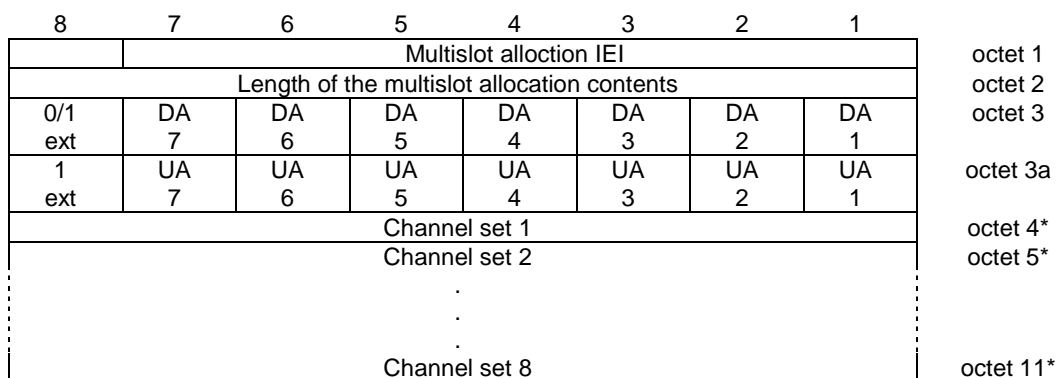 8 7 6 5 4 3 2 1
Multislot alloction IEI octet 1
Length of the multislot allocation contents octet 2
0/1 DA DA DA DA DA DA DA octet 3
ext 7 6 5 4 3 2 1
1 UA UA UA UA UA UA UA octet 3a
ext 7 6 5 4 3 2 1
Channel set 1 octet 4*
Channel set 2 octet 5*
.
.
.
Channel set 8 octet 11*